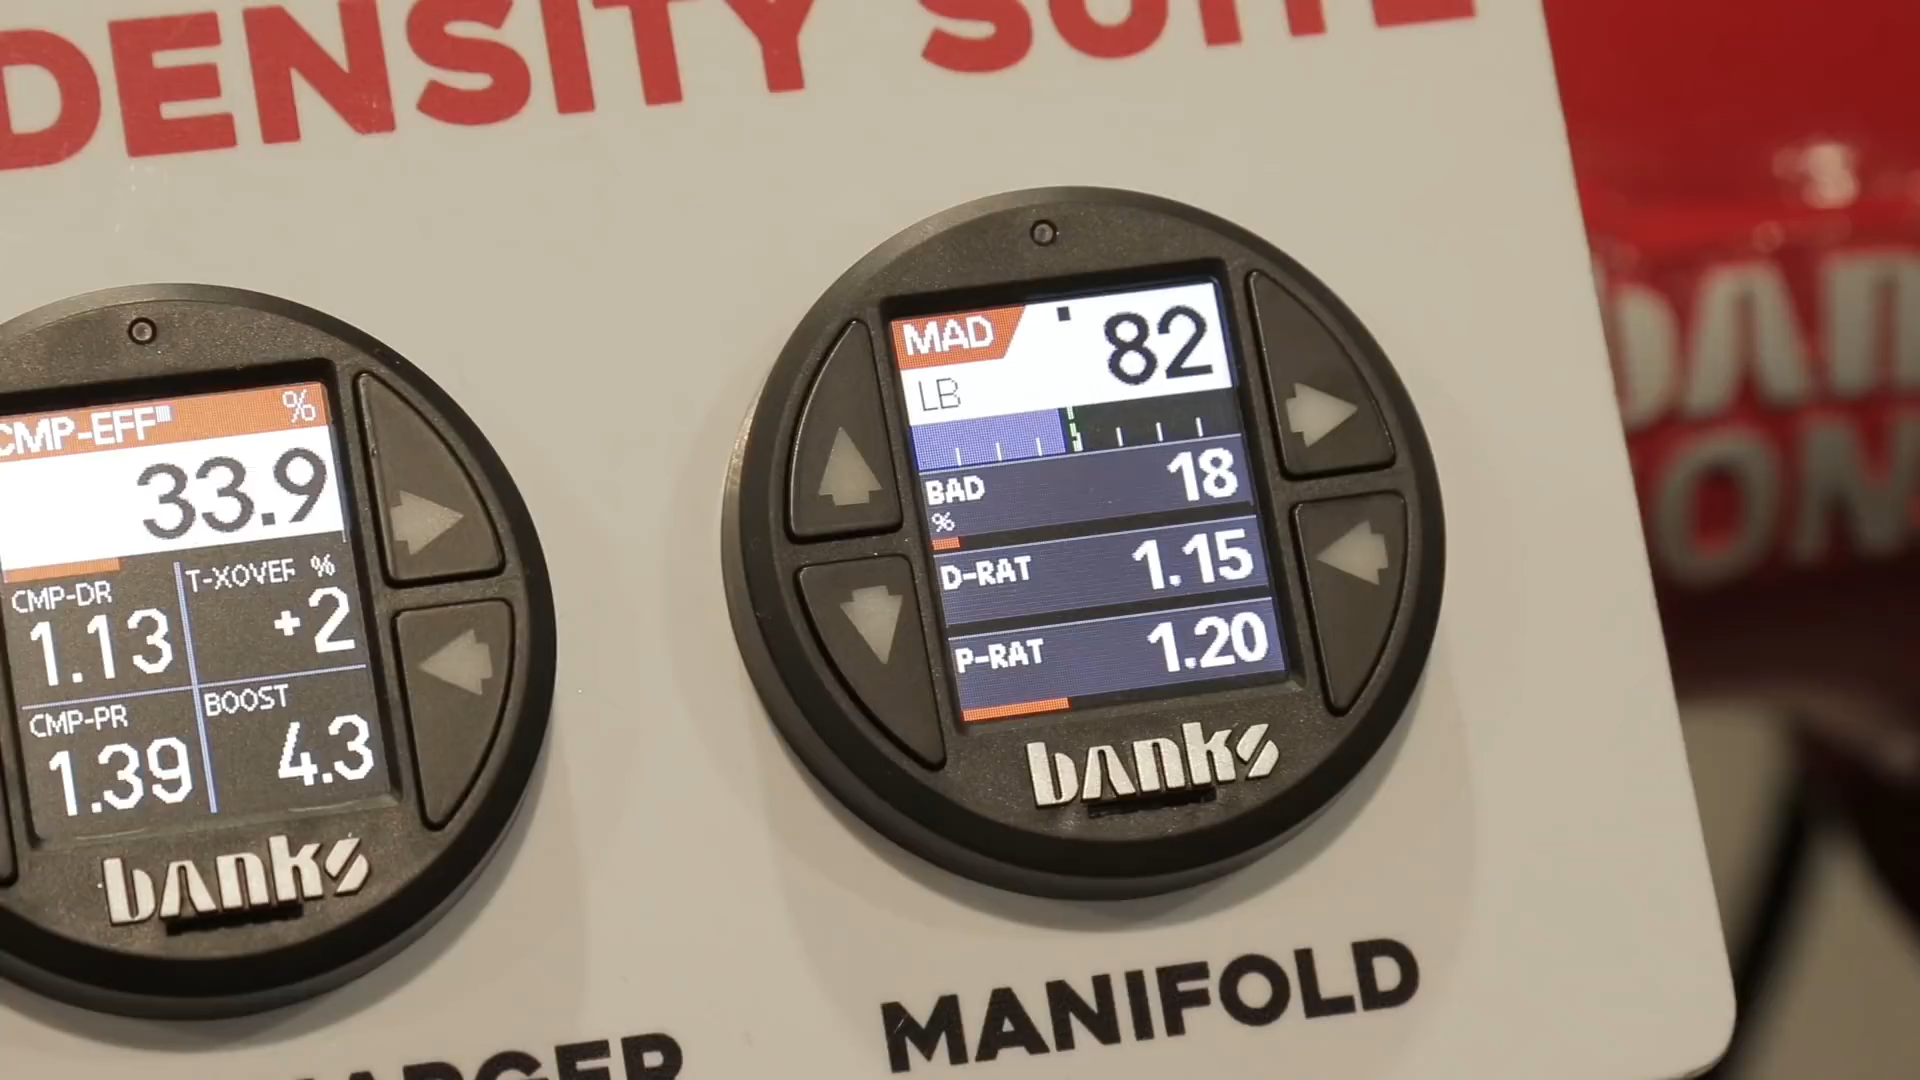 DENSITY SUITE
CMP-EFF %
33.9
CMP-DR
1.13
T-XOVER %
+2
CMP-PR
1.39
BOOST
4.3
banks
MAD
82
LB
BAD
18
%
D-RAT 1.15
P-RAT 1.20
banks
MANIFOLD